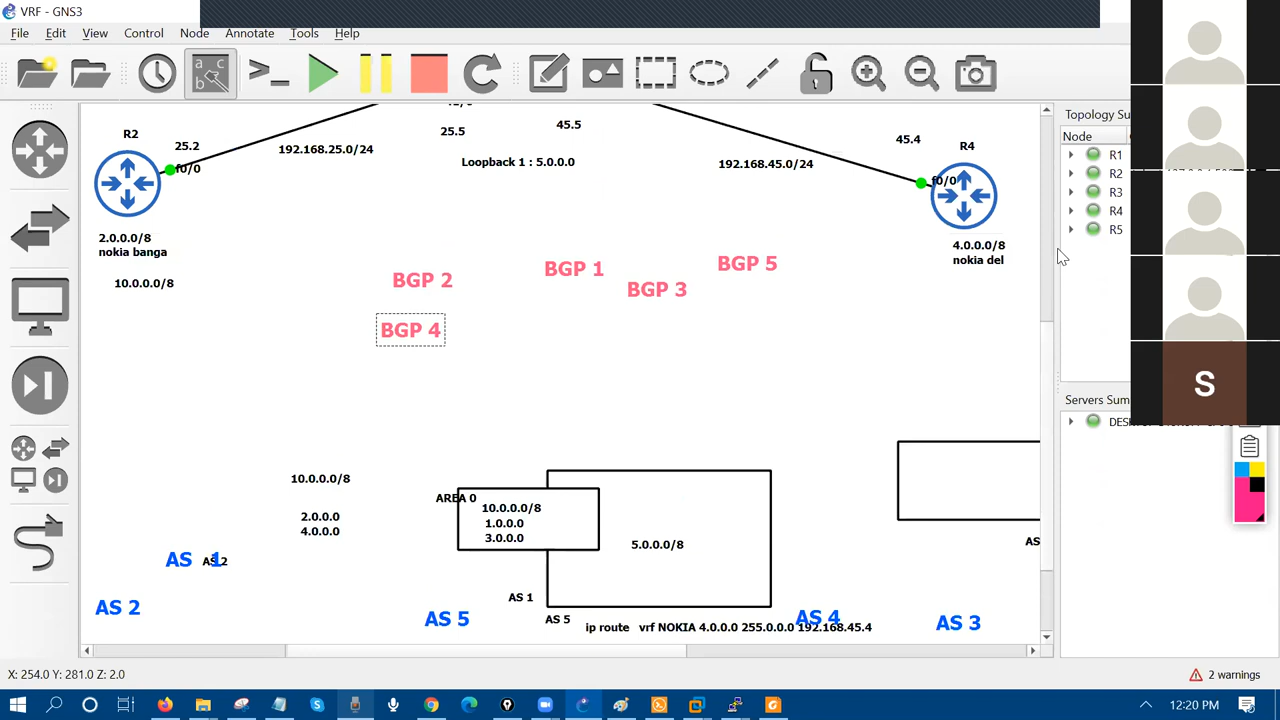 VRF - GNS3
File Edit View Control Node Annotate Tools Help
a c
b
Topology Su
Node
R1
R2
R3
R4
R5
R2
25.2
f0/0
192.168.25.0/24
25.5
45.5
Loopback 1 : 5.0.0.0
192.168.45.0/24
45.4
R4
f0/0
2.0.0.0/8
nokia banga
10.0.0.0/8
4.0.0.0/8
nokia del
BGP 2
BGP 1
BGP 3
BGP 5
BGP 4
Servers Sum
S
10.0.0.0/8
2.0.0.0
4.0.0.0
AREA 0
10.0.0.0/8
1.0.0.0
3.0.0.0
5.0.0.0/8
AS
AS 1
AS 2
AS 2
AS 1
AS 5
AS 5
ip route vrf NOKIA 4.0.0.0 255.0.0.0 192.168.45.4
AS 4
AS 3
X: 254.0 Y: 281.0 Z: 2.0
2 warnings
12:20 PM